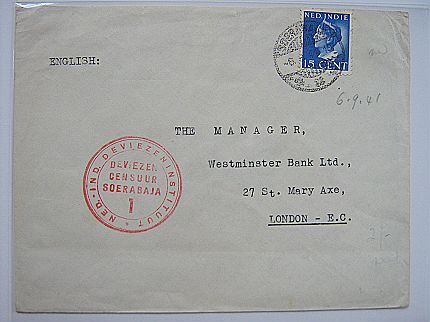 NED. INDIE
15 CENT
ENGLISH:
6.9.41
THE MANAGER,
Westminster Bank Ltd.,
27 St. Mary Axe,
LONDON - E.C.
NED.-IND. DEVIEZENINSTITUUT
DEVIEZEN
CENSUUR
SOERABAJA
1